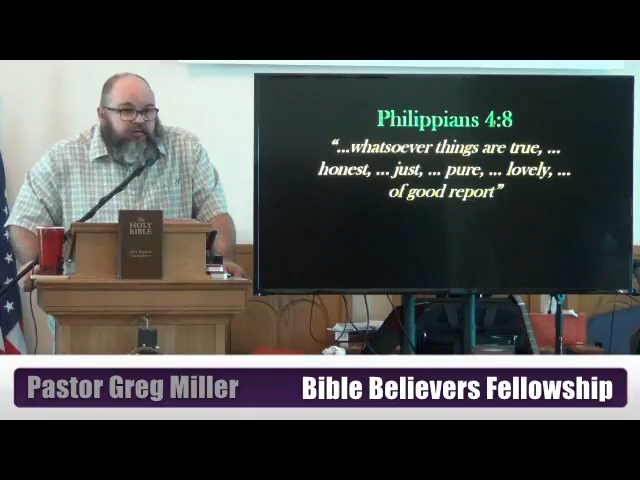 Philippians 4:8
“...whatsoever things are true, ...
honest, ... just, ... pure, ... lovely, ...
of good report”
The
HOLY
BIBLE
Pastor Greg Miller
Bible Believers Fellowship